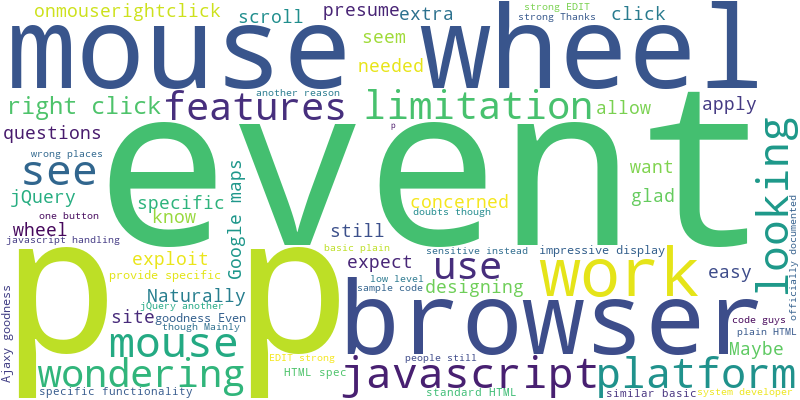 onmouserightclick
scroll
presume
extra
strong EDIT
strong Thanks
click
mouse wheel
seem
needed
another reason
right click
features
limitation
allow
apply
questions
p
event
wrong places
see
jQuery
specific
know
Google maps
concerned
doubts though
want
glad
looking
officially documented
one button
wheel
javascript handling
still
basic plain
sensitive instead
impressive display
exploit
provide specific
expect
use
work
easy
p p
low level
sample code
designing
Naturally
jQuery another
site
goodness Even
though Mainly
browser
code guys
plain HTML
Ajaxy goodness
mouse
Maybe
wondering
EDIT strong
HTML spec
people still
javascript
platform
specific functionality
standard HTML
similar basic
system developer